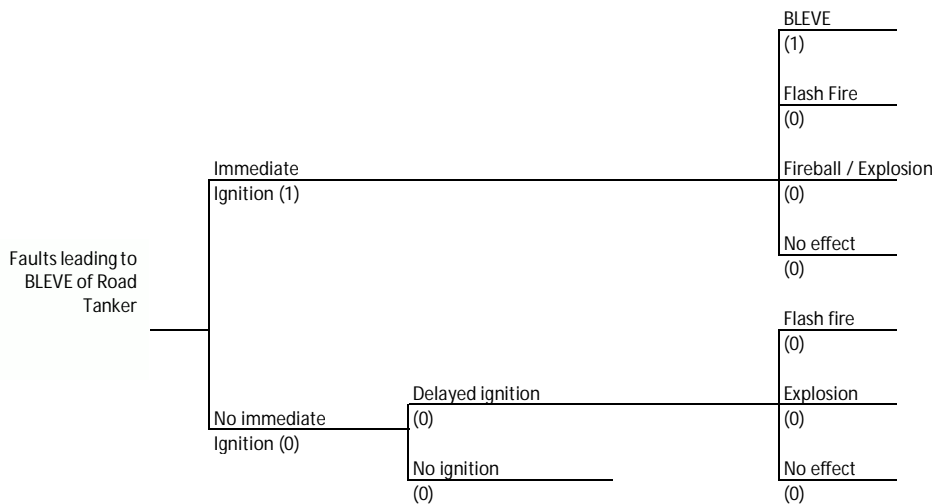 BLEVE
(1)
Flash Fire
(0)
Immediate
Ignition (1)
Fireball / Explosion
(0)
No effect
(0)
Faults leading to
BLEVE of Road
Tanker
Flash fire
(0)
Delayed ignition
(0)
Explosion
(0)
No immediate
Ignition (0)
No ignition
(0)
No effect
(0)